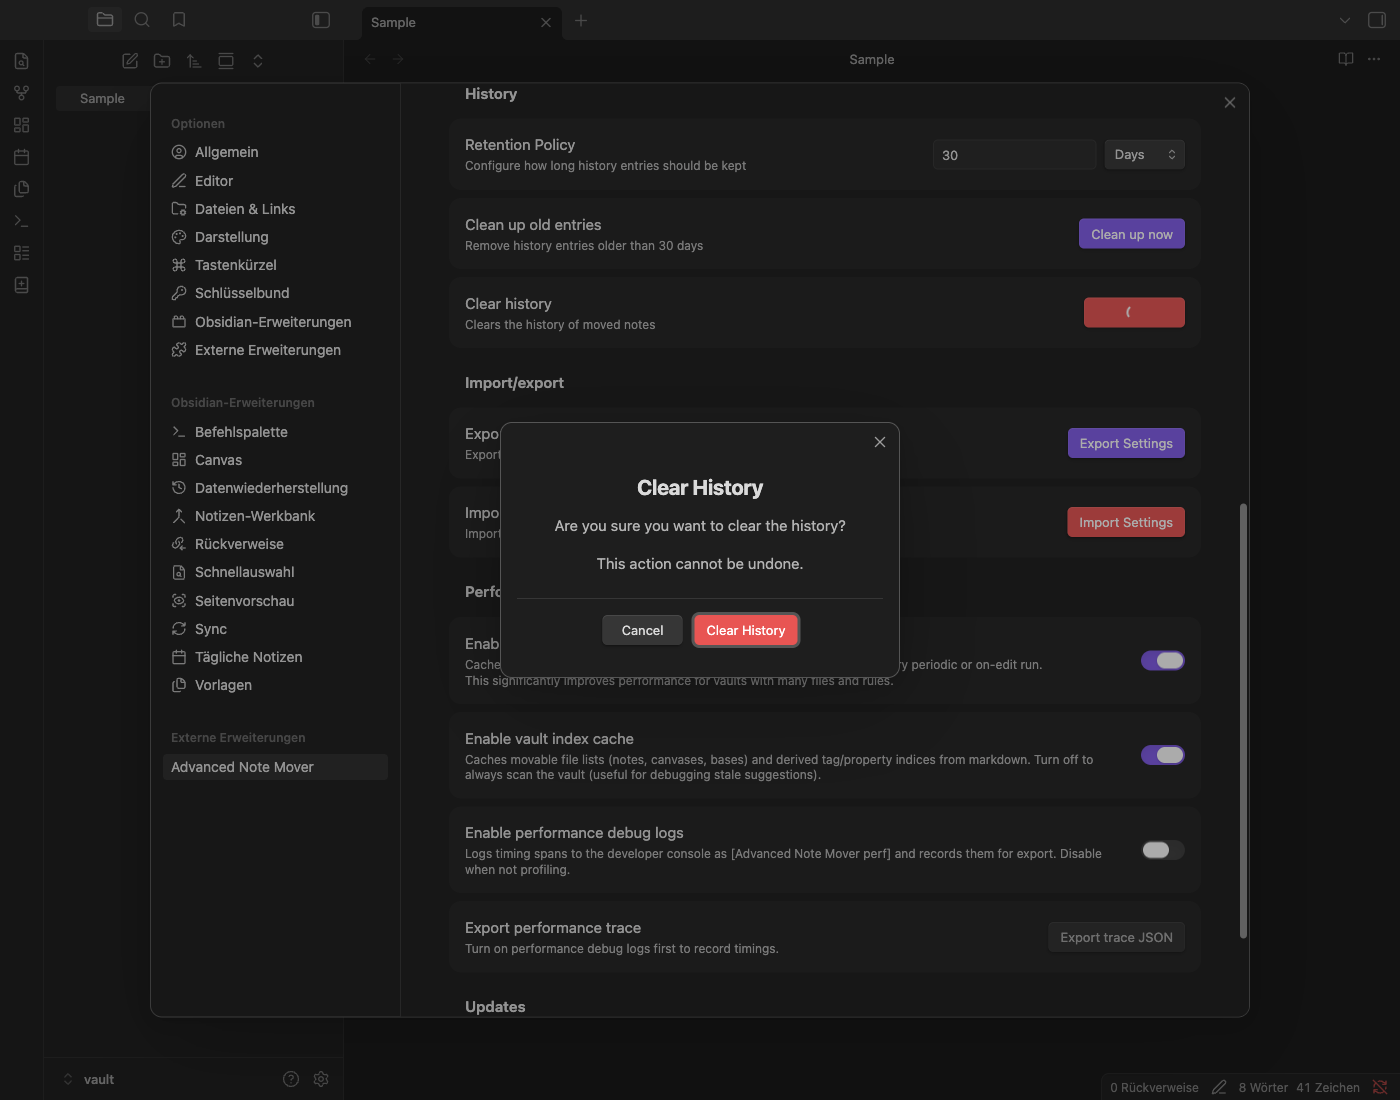 Sample
Sample
Sample
Optionen
Allgemein
Editor
Dateien & Links
Darstellung
Tastenkürzel
Schlüsselbund
Obsidian-Erweiterungen
Externe Erweiterungen
Obsidian-Erweiterungen
Befehlspalette
Canvas
Datenwiederherstellung
Notizen-Werkbank
Rückverweise
Schnellauswahl
Seitenvorschau
Sync
Tägliche Notizen
Vorlagen
Externe Erweiterungen
Advanced Note Mover
History
Retention Policy
Configure how long history entries should be kept
30
Days
Clean up old entries
Remove history entries older than 30 days
Clean up now
Clear history
Clears the history of moved notes
Import/export
Expo
Export
Export Settings
Impo
Import
Import Settings
Perfo
Enab
Cache
ry periodic or on-edit run.
This significantly improves performance for vaults with many files and rules.
Clear History
Are you sure you want to clear the history?
This action cannot be undone.
Cancel
Clear History
Enable vault index cache
Caches movable file lists (notes, canvases, bases) and derived tag/property indices from markdown. Turn off to
always scan the vault (useful for debugging stale suggestions).
Enable performance debug logs
Logs timing spans to the developer console as [Advanced Note Mover perf] and records them for export. Disable
when not profiling.
Export performance trace
Turn on performance debug logs first to record timings.
Export trace JSON
Updates
vault
0 Rückverweise
8 Wörter
41 Zeichen